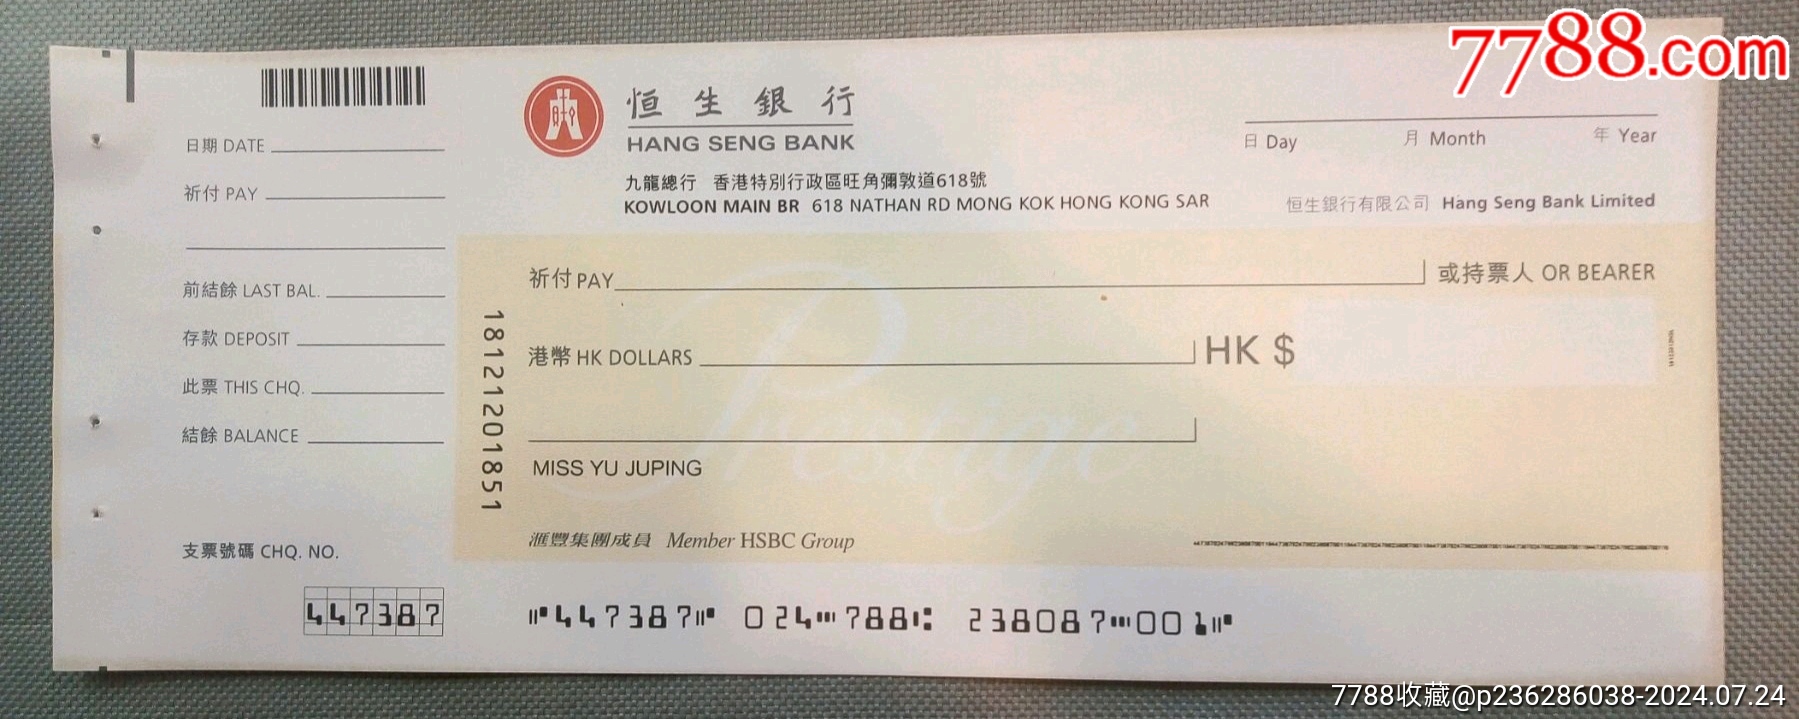 7788.com
日期 DATE
祈付 PAY
前結餘 LAST BAL.
存款 DEPOSIT
此票 THIS CHQ.
結餘 BALANCE
支票號碼 CHQ. NO.
447387
恒生銀行
HANG SENG BANK
九龍總行 香港特別行政區旺角彌敦道618號
KOWLOON MAIN BR 618 NATHAN RD MONG KOK HONG KONG SAR
日 Day 月 Month 年 Year
恒生銀行有限公司 Hang Seng Bank Limited
祈付 PAY 或持票人 OR BEARER
港幣 HK DOLLARS HK $
Prestige
181212018​51
MISS YU JUPING
滙豐集團成員 Member HSBC Group
⑈447387⑈ 024⑉788⑆ 238087⑉001⑈
7788收藏@p236286038-2024.07.24